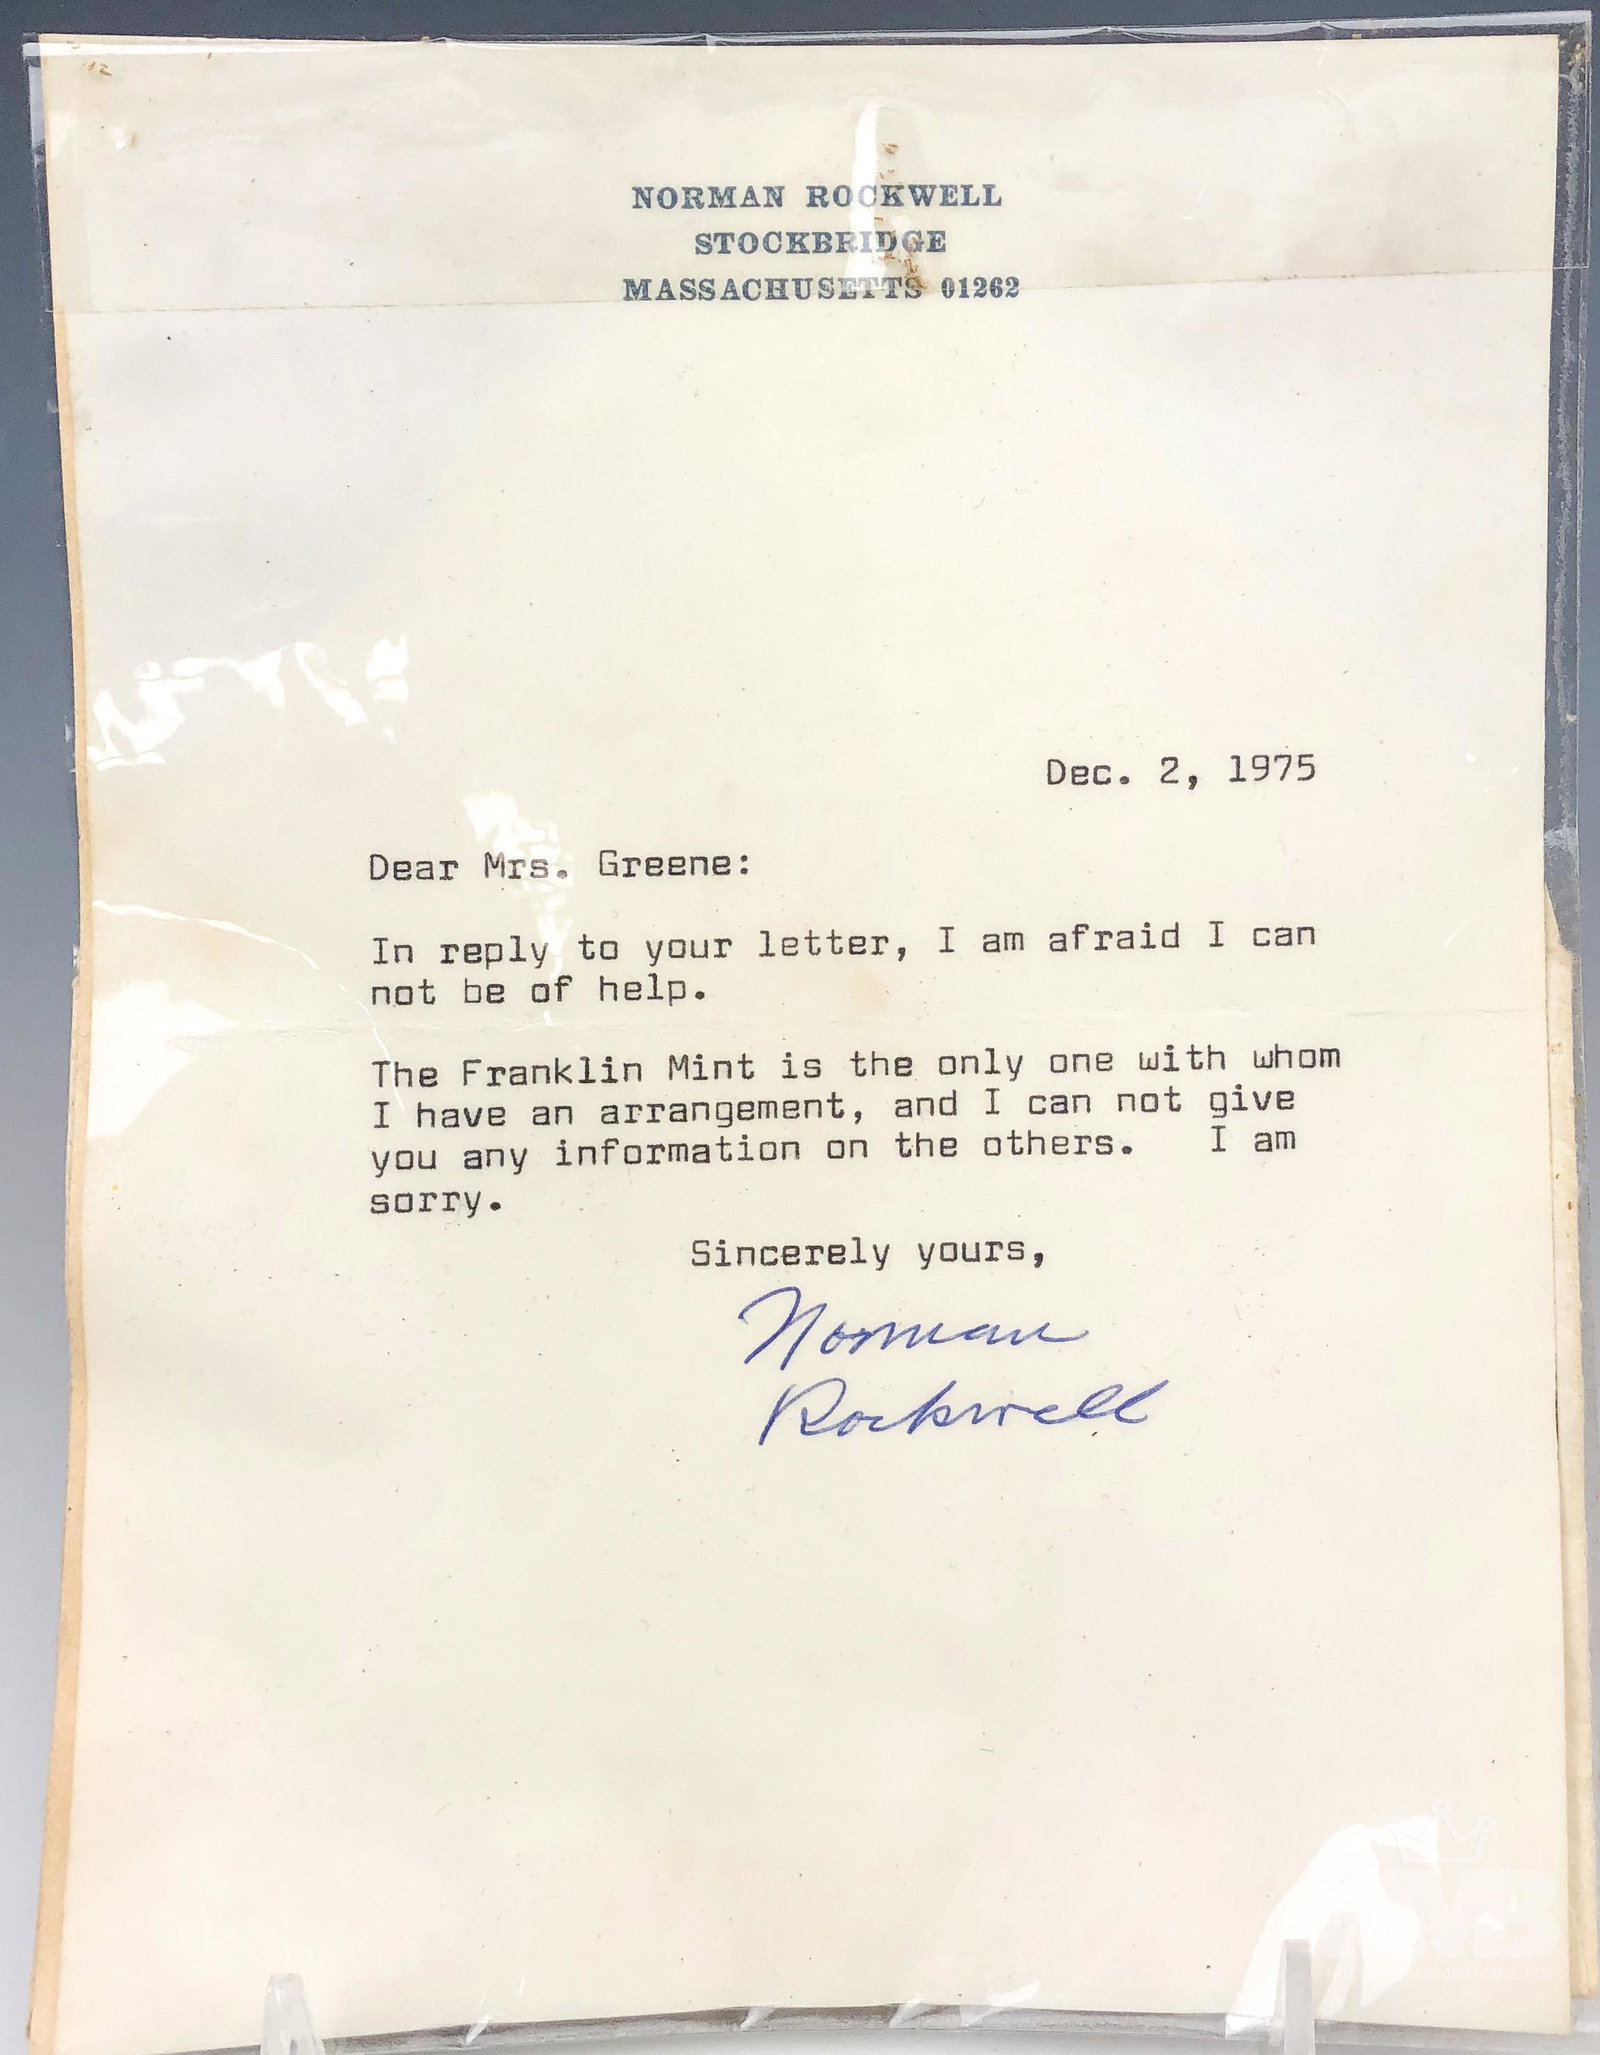 NORMAN ROCKWELL
STOCKBRIDGE
MASSACHUSETTS 01262
Dec. 2, 1975
Dear Mrs. Greene:
In reply to your letter, I am afraid I can
not be of help.
The Franklin Mint is the only one with whom
I have an arrangement, and I can not give
you any information on the others.   I am
sorry.
Sincerely yours,
Norman
Rockwell